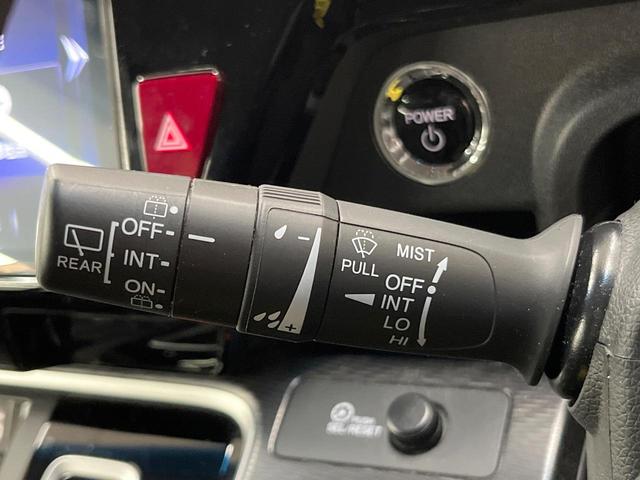 POWER
REAR
OFF
INT
ON
−
+
PULL
MIST
OFF
INT
LO
HI
SEL/RESET